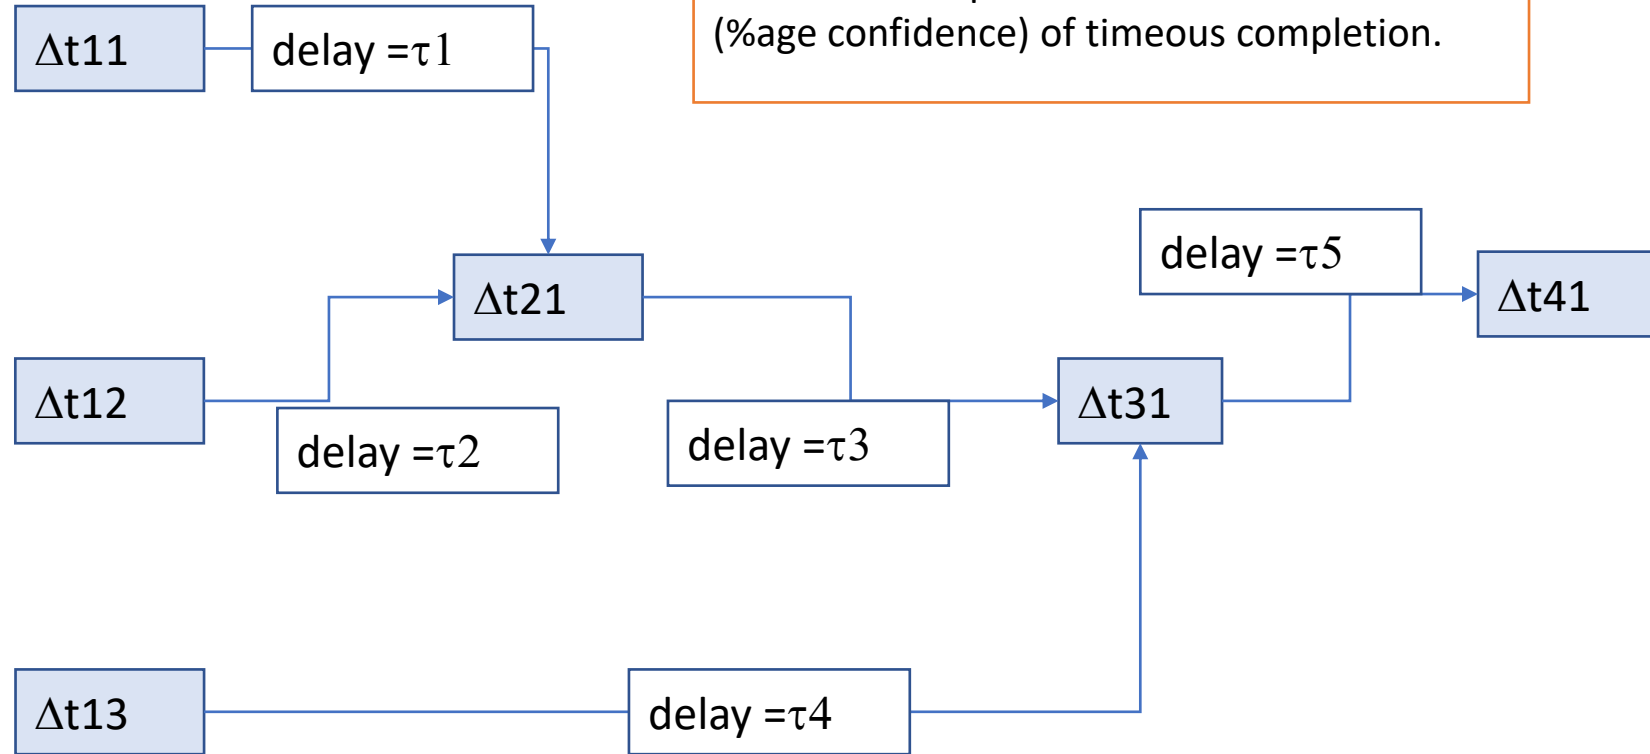 (%age confidence) of timeous completion.
Δt11
delay =τ1
delay =τ5
Δt21
Δt41
Δt12
Δt31
delay =τ2
delay =τ3
Δt13
delay =τ4